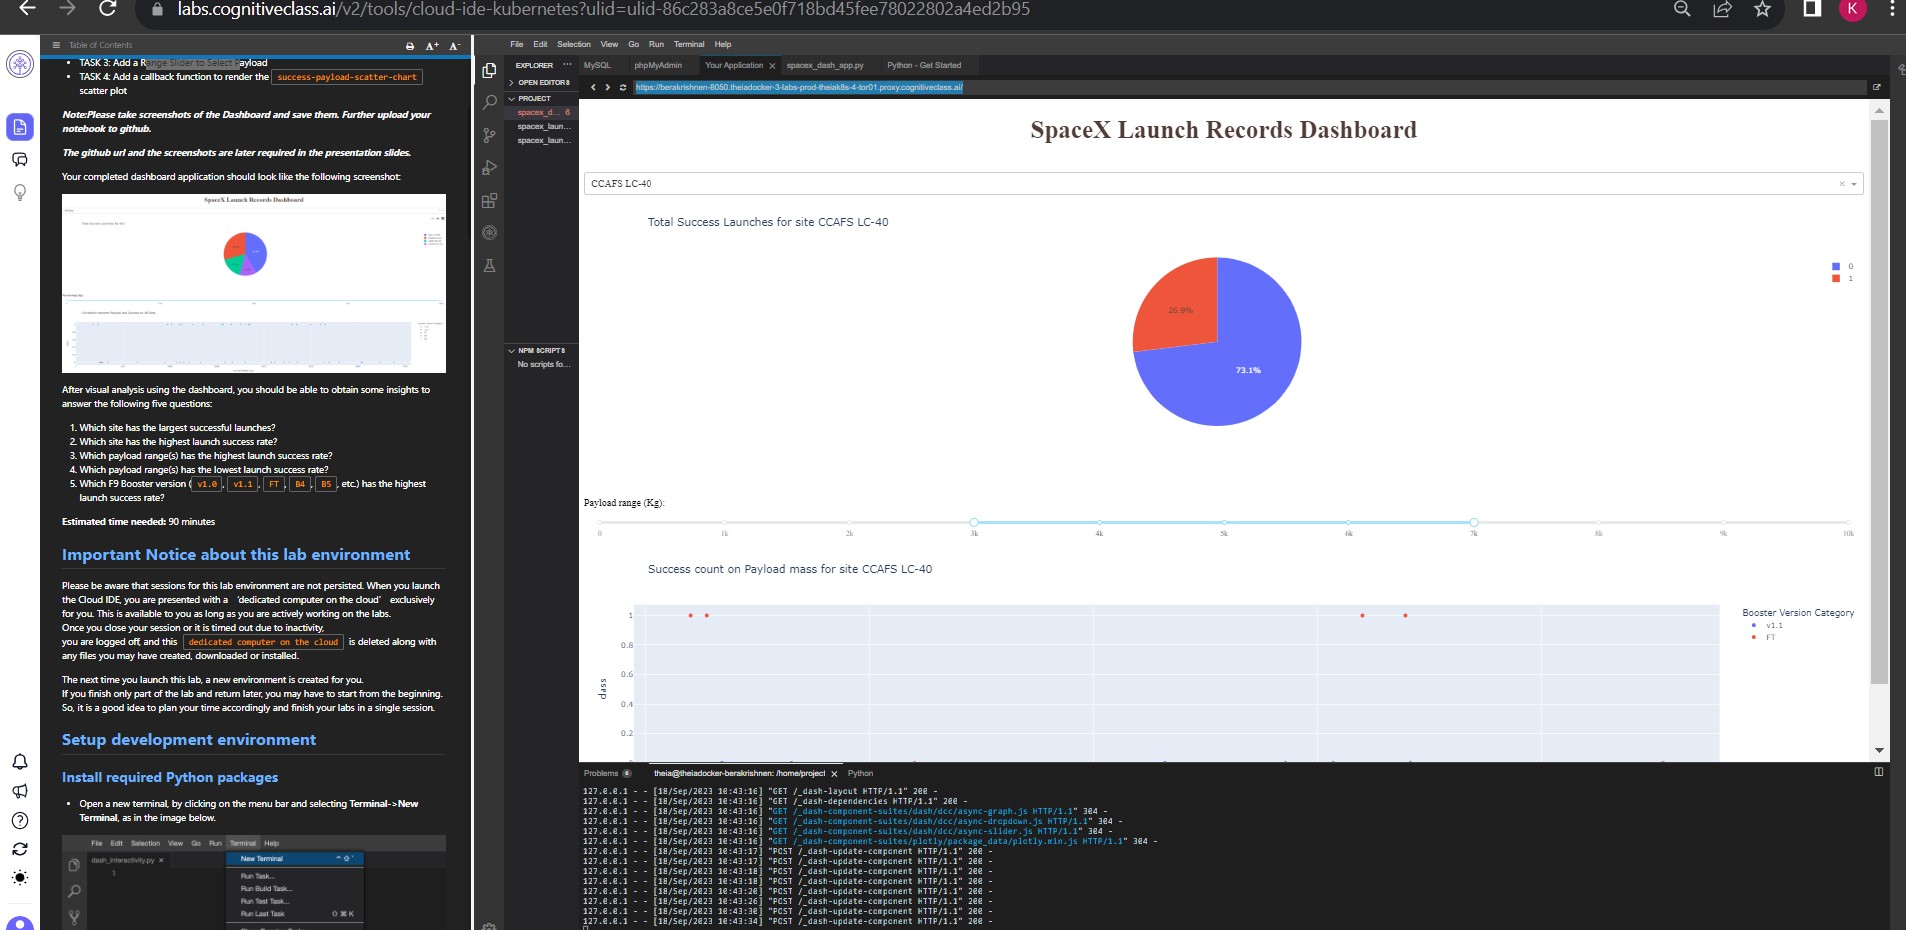 labs.cognitiveclass.ai/v2/tools/cloud-ide-kubernetes?ulid=ulid-86c283a8ce5e0f718bd45fee78022802a4ed2b95
K
Table of Contents
A+ A-
TASK 3: Add a Range Slider to Select Payload
TASK 4: Add a callback function to render the success-payload-scatter-chart
scatter plot
Note:Please take screenshots of the Dashboard and save them. Further upload your
notebook to github.
The github url and the screenshots are later required in the presentation slides.
Your completed dashboard application should look like the following screenshot:
SpaceX Launch Records Dashboard
After visual analysis using the dashboard, you should be able to obtain some insights to
answer the following five questions:
1. Which site has the largest successful launches?
2. Which site has the highest launch success rate?
3. Which payload range(s) has the highest launch success rate?
4. Which payload range(s) has the lowest launch success rate?
5. Which F9 Booster version ( v1.0 , v1.1 , FT , B4 , B5 , etc.) has the highest
launch success rate?
Estimated time needed: 90 minutes
Important Notice about this lab environment
Please be aware that sessions for this lab environment are not persisted. When you launch
the Cloud IDE, you are presented with a 'dedicated computer on the cloud' exclusively
for you. This is available to you as long as you are actively working on the labs.
Once you close your session or it is timed out due to inactivity,
you are logged off, and this dedicated computer on the cloud is deleted along with
any files you may have created, downloaded or installed.
The next time you launch this lab, a new environment is created for you.
If you finish only part of the lab and return later, you may have to start from the beginning.
So, it is a good idea to plan your time accordingly and finish your labs in a single session.
Setup development environment
Install required Python packages
Open a new terminal, by clicking on the menu bar and selecting Terminal->New
Terminal, as in the image below.
File Edit Selection View Go Run Terminal Help
dash_interactivity.py ×
1
New Terminal
Run Task...
Run Build Task...
Run Test Task...
Run Last Task
File Edit Selection View Go Run Terminal Help
EXPLORER ···
OPEN EDITORS
PROJECT
spacex_d... 6
spacex_laun...
spacex_laun...
NPM SCRIPTS
No scripts fo...
MySQL phpMyAdmin Your Application × spacex_dash_app.py Python - Get Started
https://berakrishnen-8050.theiadocker-3-labs-prod-theiak8s-4-tor01.proxy.cognitiveclass.ai/
SpaceX Launch Records Dashboard
CCAFS LC-40
Total Success Launches for site CCAFS LC-40
0
1
26.9%
73.1%
Payload range (Kg):
0 1k 2k 3k 4k 5k 6k 7k 8k 9k 10k
Success count on Payload mass for site CCAFS LC-40
1
0.8
0.6
0.4
0.2
class
Booster Version Category
v1.1
FT
Problems 6 theia@theiadocker-berakrishnen: /home/project × Python
127.0.0.1 - - [18/Sep/2023 10:43:16] "GET /_dash-layout HTTP/1.1" 200 -
127.0.0.1 - - [18/Sep/2023 10:43:16] "GET /_dash-dependencies HTTP/1.1" 200 -
127.0.0.1 - - [18/Sep/2023 10:43:16] "GET /_dash-component-suites/dash/dcc/async-graph.js HTTP/1.1" 304 -
127.0.0.1 - - [18/Sep/2023 10:43:16] "GET /_dash-component-suites/dash/dcc/async-dropdown.js HTTP/1.1" 304 -
127.0.0.1 - - [18/Sep/2023 10:43:16] "GET /_dash-component-suites/dash/dcc/async-slider.js HTTP/1.1" 304 -
127.0.0.1 - - [18/Sep/2023 10:43:16] "GET /_dash-component-suites/plotly/package_data/plotly.min.js HTTP/1.1" 304 -
127.0.0.1 - - [18/Sep/2023 10:43:17] "POST /_dash-update-component HTTP/1.1" 200 -
127.0.0.1 - - [18/Sep/2023 10:43:17] "POST /_dash-update-component HTTP/1.1" 200 -
127.0.0.1 - - [18/Sep/2023 10:43:18] "POST /_dash-update-component HTTP/1.1" 200 -
127.0.0.1 - - [18/Sep/2023 10:43:18] "POST /_dash-update-component HTTP/1.1" 200 -
127.0.0.1 - - [18/Sep/2023 10:43:20] "POST /_dash-update-component HTTP/1.1" 200 -
127.0.0.1 - - [18/Sep/2023 10:43:26] "POST /_dash-update-component HTTP/1.1" 200 -
127.0.0.1 - - [18/Sep/2023 10:43:30] "POST /_dash-update-component HTTP/1.1" 200 -
127.0.0.1 - - [18/Sep/2023 10:43:34] "POST /_dash-update-component HTTP/1.1" 200 -